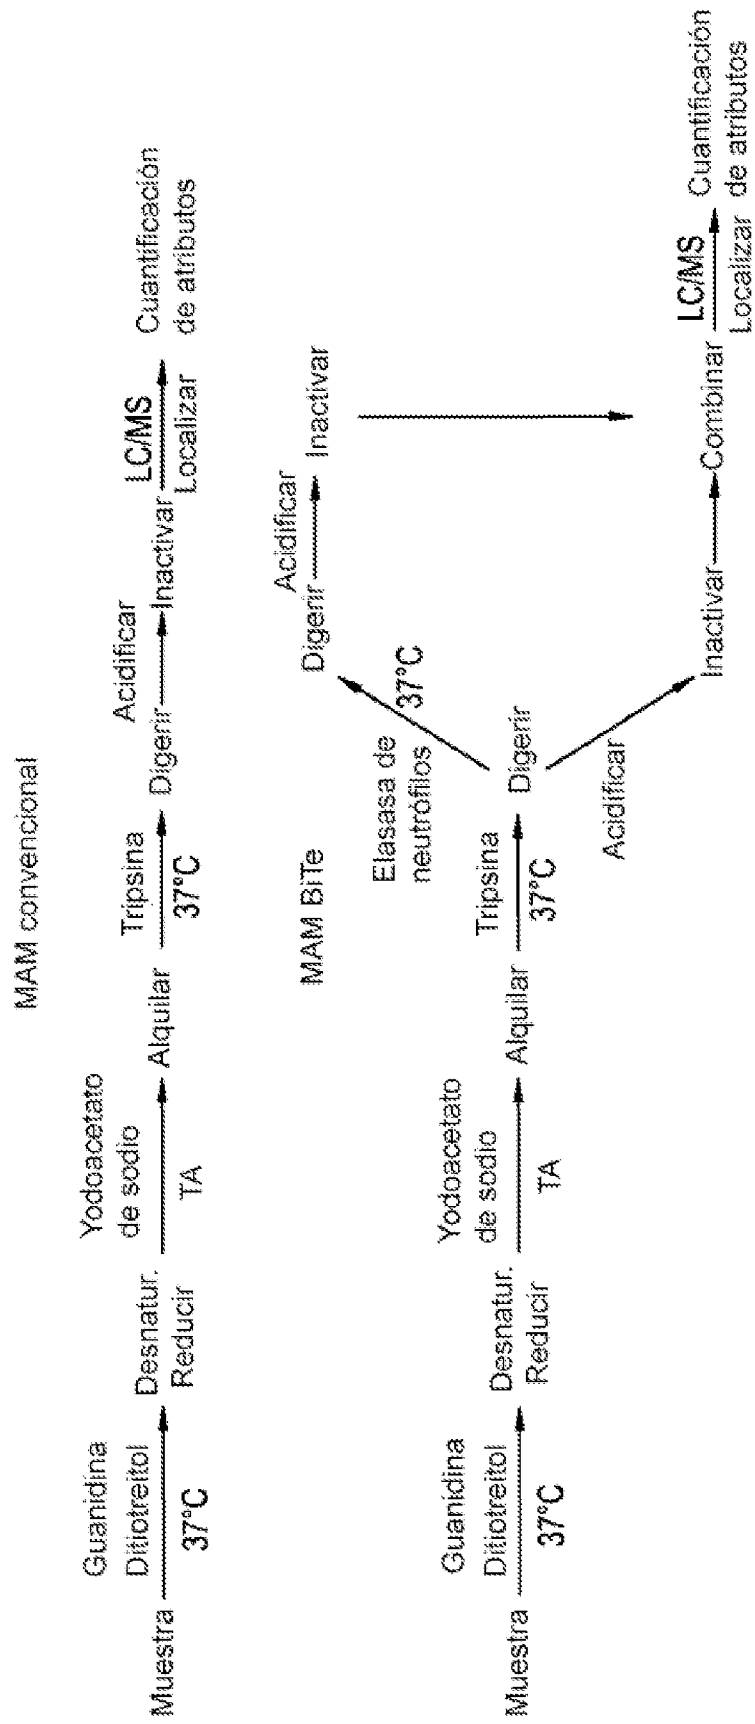 MAM convencional
Muestra
Guanidina
Ditiotreitol
37°C
Desnatur.
Reducir
Yodoacetato
de sodio
TA
Alquilar
Tripsina
37°C
Digerir
Acidificar
Inactivar
LC/MS
Localizar
Cuantificación
de atributos
MAM BiTe
Muestra
Guanidina
Ditiotreitol
37°C
Desnatur.
Reducir
Yodoacetato
de sodio
TA
Alquilar
Tripsina
37°C
Digerir
Elasasa de
neutrófilos
37°C
Digerir
Acidificar
Inactivar
Acidificar
Inactivar
Combinar
LC/MS
Localizar
Cuantificación
de atributos